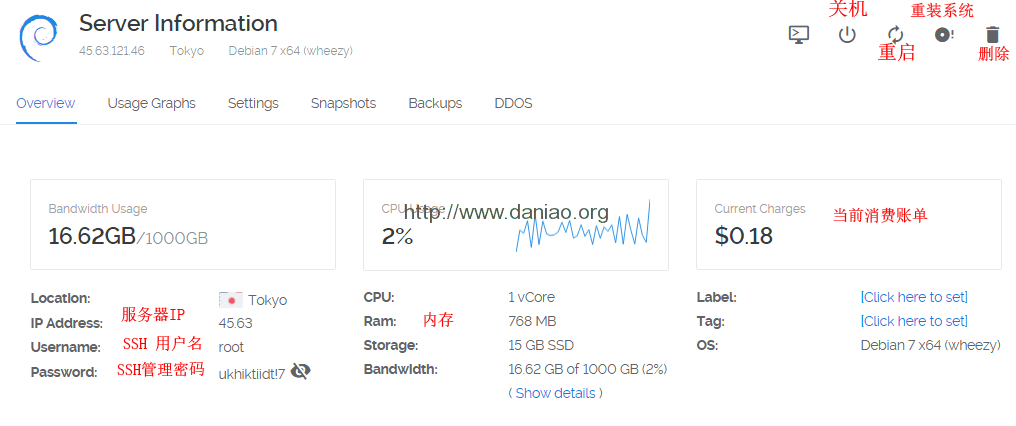 Server Information
45.63.121.46 Tokyo Debian 7 x64 (wheezy)
关机 重装系统
重启 删除
Overview Usage Graphs Settings Snapshots Backups DDOS
Bandwidth Usage
16.62GB/1000GB
CPU Usage
2%
http://www.daniao.org
Current Charges
$0.18
当前消费账单
Location: Tokyo
IP Address: 服务器IP 45.63
Username: SSH 用户名 root
Password: SSH管理密码 ukhiktiidt!7
CPU: 1 vCore
Ram: 内存 768 MB
Storage: 15 GB SSD
Bandwidth: 16.62 GB of 1000 GB (2%)
( Show details )
Label: [Click here to set]
Tag: [Click here to set]
OS: Debian 7 x64 (wheezy)